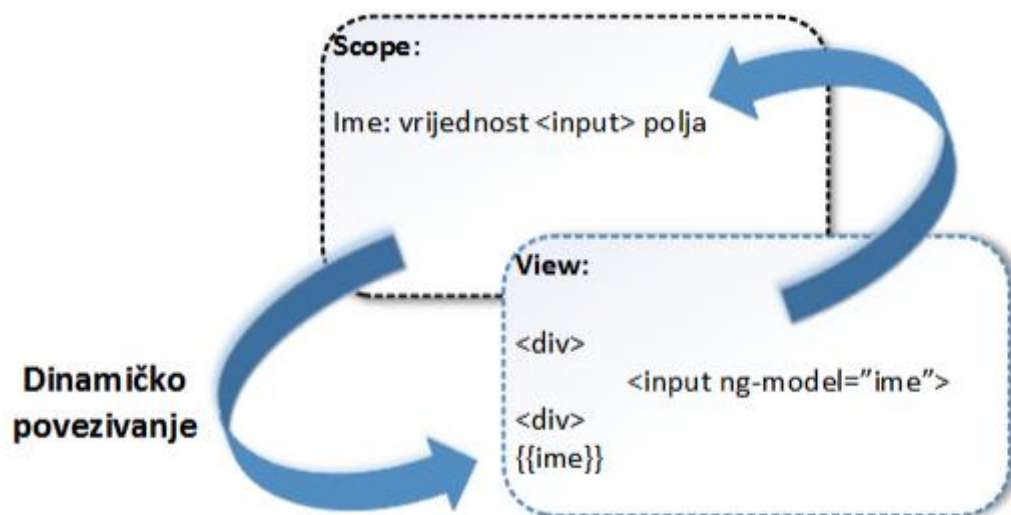 Scope:
Ime: vrijednost <input> polja
View:
<div>
<input ng-model=”ime”>
<div>
{{ime}}
Dinamičko
povezivanje